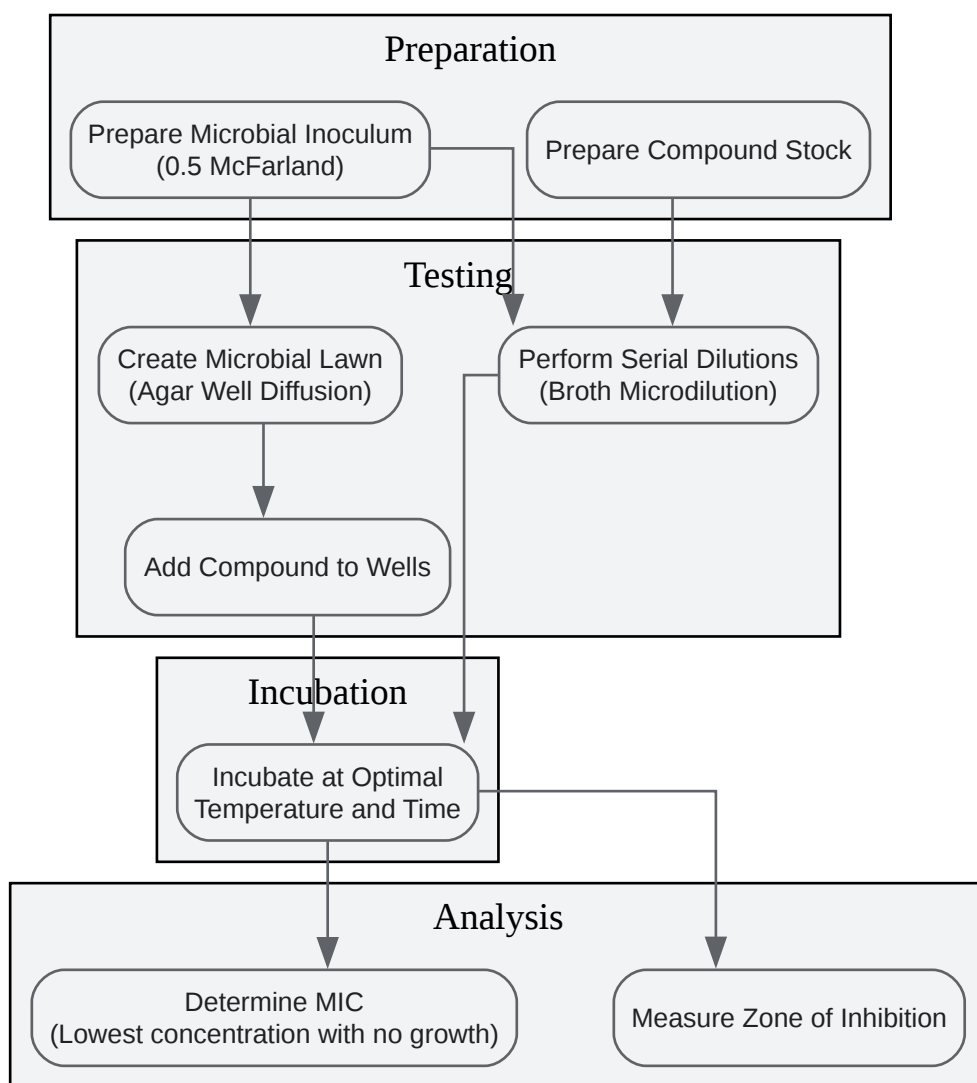 Preparation
Prepare Microbial Inoculum
(0.5 McFarland)
Prepare Compound Stock
Testing
Create Microbial Lawn
(Agar Well Diffusion)
Perform Serial Dilutions
(Broth Microdilution)
Add Compound to Wells
Incubation
Incubate at Optimal
Temperature and Time
Analysis
Determine MIC
(Lowest concentration with no growth)
Measure Zone of Inhibition